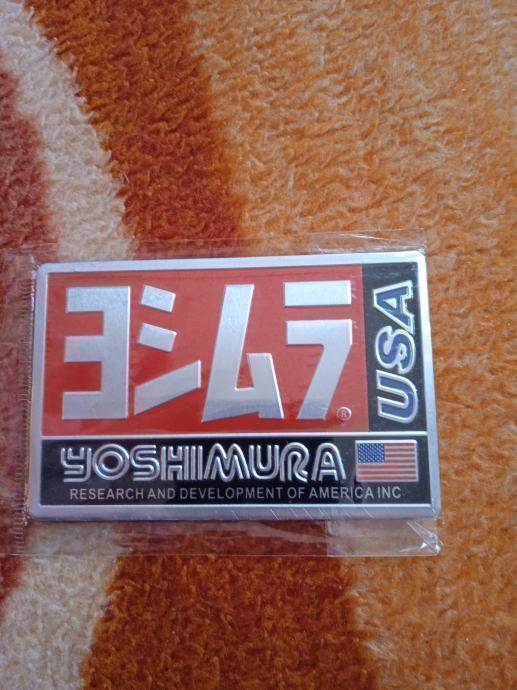 ヨシムラ®
USA
YOSHIMURA
RESEARCH AND DEVELOPMENT OF AMERICA INC